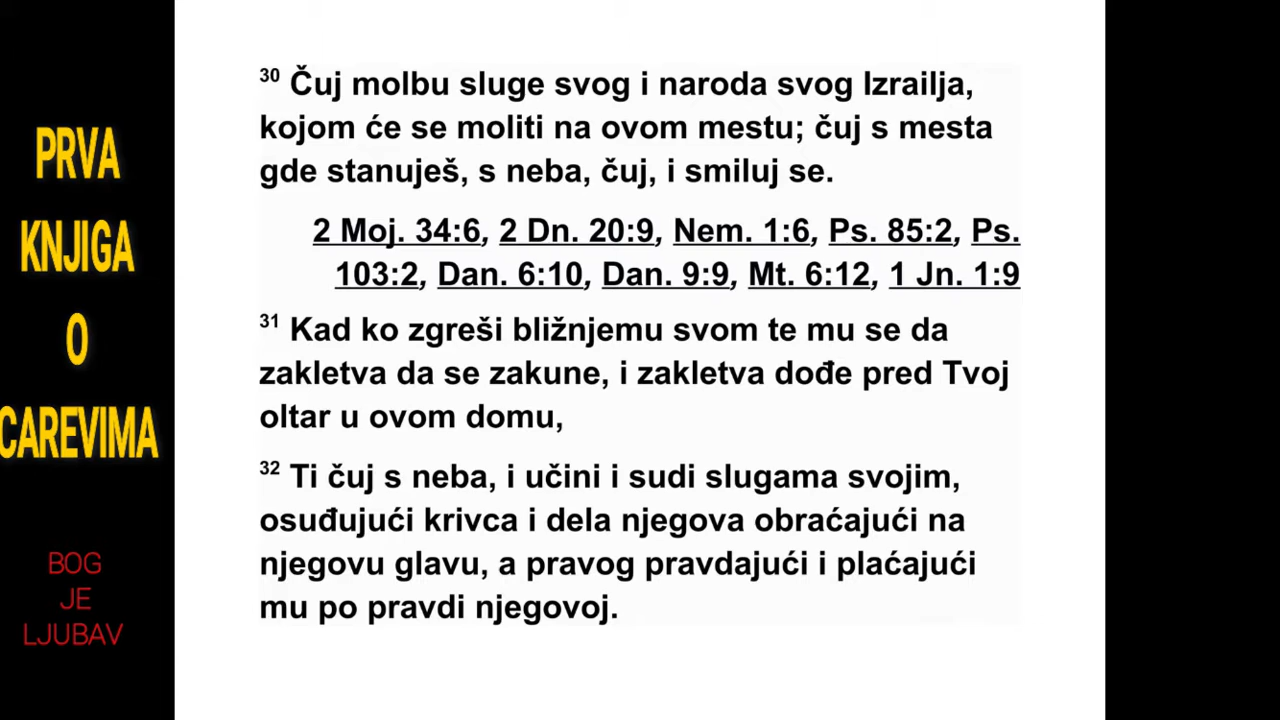 PRVA
KNJIGA
O
CAREVIMA
BOG
JE
LJUBAV
30 Čuj molbu sluge svog i naroda svog Izrailja,
kojom će se moliti na ovom mestu; čuj s mesta
gde stanuješ, s neba, čuj, i smiluj se.
2 Moj. 34:6, 2 Dn. 20:9, Nem. 1:6, Ps. 85:2, Ps.
103:2, Dan. 6:10, Dan. 9:9, Mt. 6:12, 1 Jn. 1:9
31 Kad ko zgreši bližnjemu svom te mu se da
zakletva da se zakune, i zakletva dođe pred Tvoj
oltar u ovom domu,
32 Ti čuj s neba, i učini i sudi slugama svojim,
osuđujući krivca i dela njegova obraćajući na
njegovu glavu, a pravog pravdajući i plaćajući
mu po pravdi njegovoj.